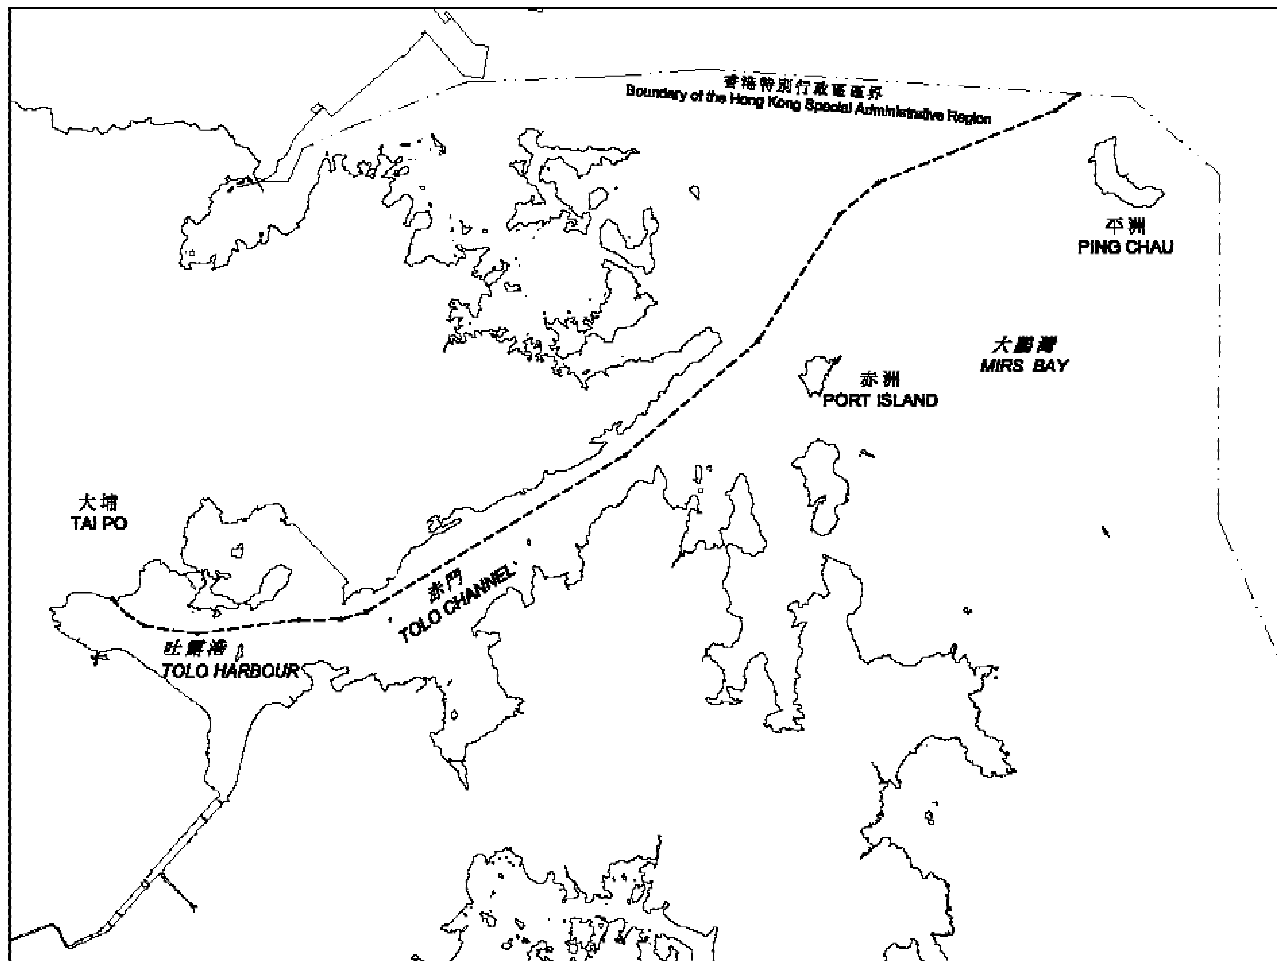 香港特別行政區區界
Boundary of the Hong Kong Special Administrative Region
平洲
PING CHAU
大鵬灣
MIRS BAY
赤洲
PORT ISLAND
大埔
TAI PO
赤門
TOLO CHANNEL
吐露港
TOLO HARBOUR